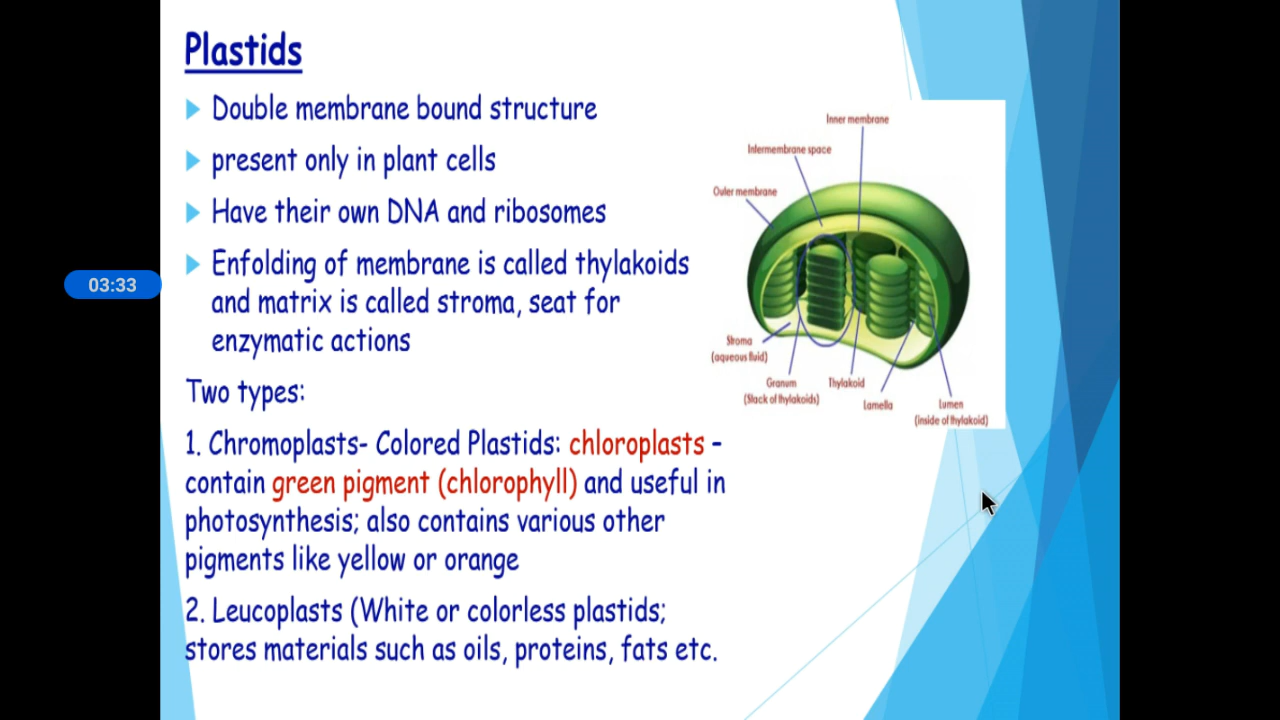 Plastids
Double membrane bound structure
present only in plant cells
Have their own DNA and ribosomes
Enfolding of membrane is called thylakoids
and matrix is called stroma, seat for
enzymatic actions
Two types:
1. Chromoplasts- Colored Plastids: chloroplasts –
contain green pigment (chlorophyll) and useful in
photosynthesis; also contains various other
pigments like yellow or orange
2. Leucoplasts (White or colorless plastids;
stores materials such as oils, proteins, fats etc.
03:33
Inner membrane
Intermembrane space
Outer membrane
Stroma
(aqueous fluid)
Granum
(Stack of thylakoids)
Thylakoid
Lamella
Lumen
(inside of thylakoid)